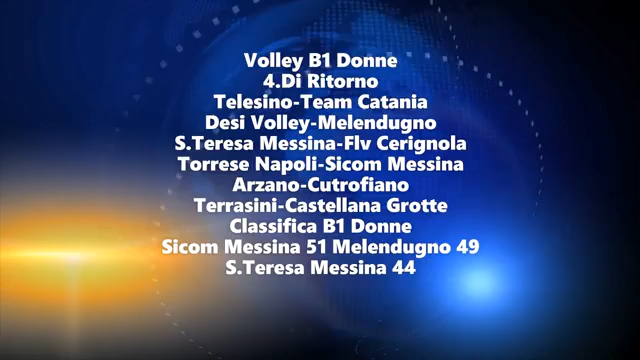 Volley B1 Donne
4.Di Ritorno
Telesino-Team Catania
Desi Volley-Melendugno
S.Teresa Messina-Flv Cerignola
Torrese Napoli-Sicom Messina
Arzano-Cutrofiano
Terrasini-Castellana Grotte
Classifica B1 Donne
Sicom Messina 51 Melendugno 49
S.Teresa Messina 44